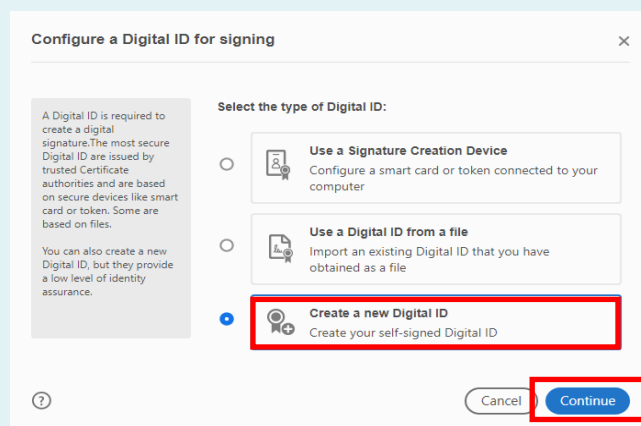 Configure a Digital ID for signing
A Digital ID is required to
create a digital
signature.The most secure
Digital ID are issued by
trusted Certificate
authorities and are based
on secure devices like smart
card or token. Some are
based on files.
You can also create a new
Digital ID, but they provide
a low level of identity
assurance.
Select the type of Digital ID:
Use a Signature Creation Device
Configure a smart card or token connected to your
computer
Use a Digital ID from a file
Import an existing Digital ID that you have
obtained as a file
Create a new Digital ID
Create your self-signed Digital ID
?
Cancel
Continue